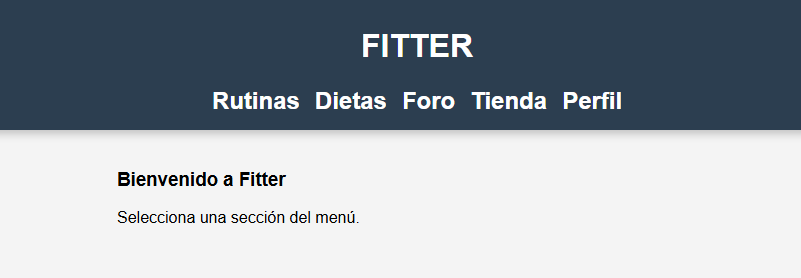 FITTER
Rutinas Dietas Foro Tienda Perfil
Bienvenido a Fitter
Selecciona una sección del menú.